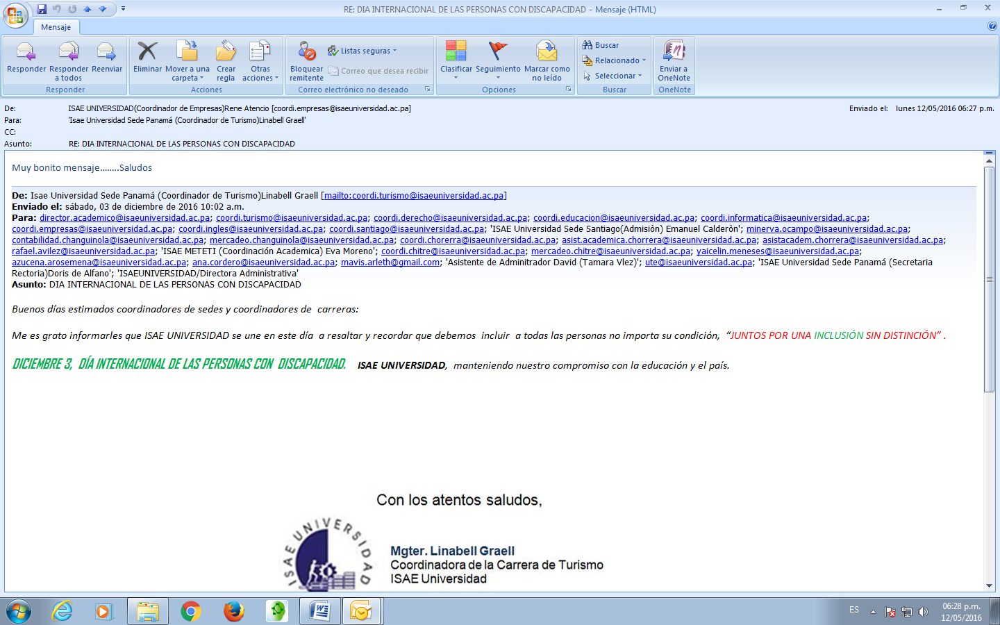 RE: DIA INTERNACIONAL DE LAS PERSONAS CON DISCAPACIDAD - Mensaje (HTML)
Mensaje
Responder
Responder a todos
Reenviar
Responder
Eliminar
Mover a una carpeta
Crear regla
Otras acciones
Acciones
Bloquear remitente
Listas seguras
Correo que desea recibir
Correo electrónico no deseado
Clasificar
Seguimiento
Marcar como no leído
Opciones
Buscar
Relacionado
Seleccionar
Buscar
Enviar a OneNote
OneNote
De: ISAE UNIVERSIDAD(Coordinador de Empresas)Rene Atencio [coordi.empresas@isaeuniversidad.ac.pa] Enviado el: lunes 12/05/2016 06:27 p.m.
Para: 'Isae Universidad Sede Panamá (Coordinador de Turismo)Linabell Graell'
CC:
Asunto: RE: DIA INTERNACIONAL DE LAS PERSONAS CON DISCAPACIDAD
Muy bonito mensaje........Saludos
De: Isae Universidad Sede Panamá (Coordinador de Turismo)Linabell Graell [mailto:coordi.turismo@isaeuniversidad.ac.pa]
Enviado el: sábado, 03 de diciembre de 2016 10:02 a.m.
Para: director.academico@isaeuniversidad.ac.pa; coordi.turismo@isaeuniversidad.ac.pa; coordi.derecho@isaeuniversidad.ac.pa; coordi.educacion@isaeuniversidad.ac.pa; coordi.informatica@isaeuniversidad.ac.pa;
coordi.empresas@isaeuniversidad.ac.pa; coordi.ingles@isaeuniversidad.ac.pa; coordi.santiago@isaeuniversidad.ac.pa; 'ISAE Universidad Sede Santiago(Admisiòn) Emanuel Calderòn'; minerva.ocampo@isaeuniversidad.ac.pa;
contabilidad.changuinola@isaeuniversidad.ac.pa; mercadeo.changuinola@isaeuniversidad.ac.pa; coordi.chorerra@isaeuniversidad.ac.pa; asist.academica.chorrera@isaeuniversidad.ac.pa; asistacadem.chorrera@isaeuniversidad.ac.pa;
rafael.avilez@isaeuniversidad.ac.pa; 'ISAE METETI (Coordinación Academica) Eva Moreno'; coordi.chitre@isaeuniversidad.ac.pa; mercadeo.chitre@isaeuniversidad.ac.pa; yaicelin.meneses@isaeuniversidad.ac.pa;
azucena.arosemena@isaeuniversidad.ac.pa; ana.cordero@isaeuniversidad.ac.pa; mavis.arleth@gmail.com; 'Asistente de Adminitrador David (Tamara Vlez)'; ute@isaeuniversidad.ac.pa; 'ISAE Universidad Sede Panamá (Secretaria
Rectoria)Doris de Alfano'; 'ISAEUNIVERSIDAD/Directora Administrativa'
Asunto: DIA INTERNACIONAL DE LAS PERSONAS CON DISCAPACIDAD
Buenos días estimados coordinadores de sedes y coordinadores de carreras:
Me es grato informarles que ISAE UNIVERSIDAD se une en este día a resaltar y recordar que debemos incluir a todas las personas no importa su condición, “JUNTOS POR UNA INCLUSIÓN SIN DISTINCIÓN” .
DICIEMBRE 3, DÍA INTERNACIONAL DE LAS PERSONAS CON DISCAPACIDAD. ISAE UNIVERSIDAD, manteniendo nuestro compromiso con la educación y el país.
Con los atentos saludos,
ISAE UNIVERSIDAD
Mgter. Linabell Graell
Coordinadora de la Carrera de Turismo
ISAE Universidad
ES
06:28 p.m.
12/05/2016